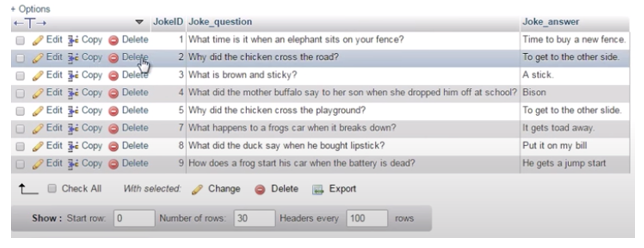 + Options
←T→ JokeID Joke_question Joke_answer
Edit Copy Delete 1 What time is it when an elephant sits on your fence? Time to buy a new fence.
Edit Copy Delete 2 Why did the chicken cross the road? To get to the other side.
Edit Copy Delete 3 What is brown and sticky? A stick.
Edit Copy Delete 4 What did the mother buffalo say to her son when she dropped him off at school? Bison
Edit Copy Delete 5 Why did the chicken cross the playground? To get to the other slide.
Edit Copy Delete 7 What happens to a frogs car when it breaks down? It gets toad away.
Edit Copy Delete 8 What did the duck say when he bought lipstick? Put it on my bill
Edit Copy Delete 9 How does a frog start his car when the battery is dead? He gets a jump start
Check All With selected: Change Delete Export
Show : Start row: 0 Number of rows: 30 Headers every 100 rows